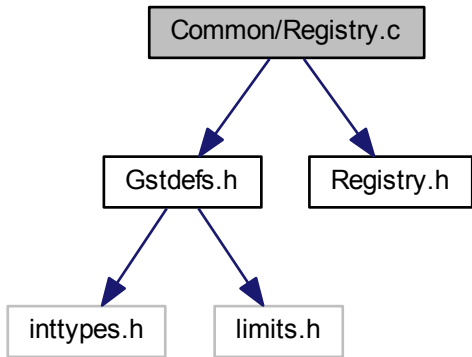 Common/Registry.c
Gstdefs.h
Registry.h
inttypes.h
limits.h